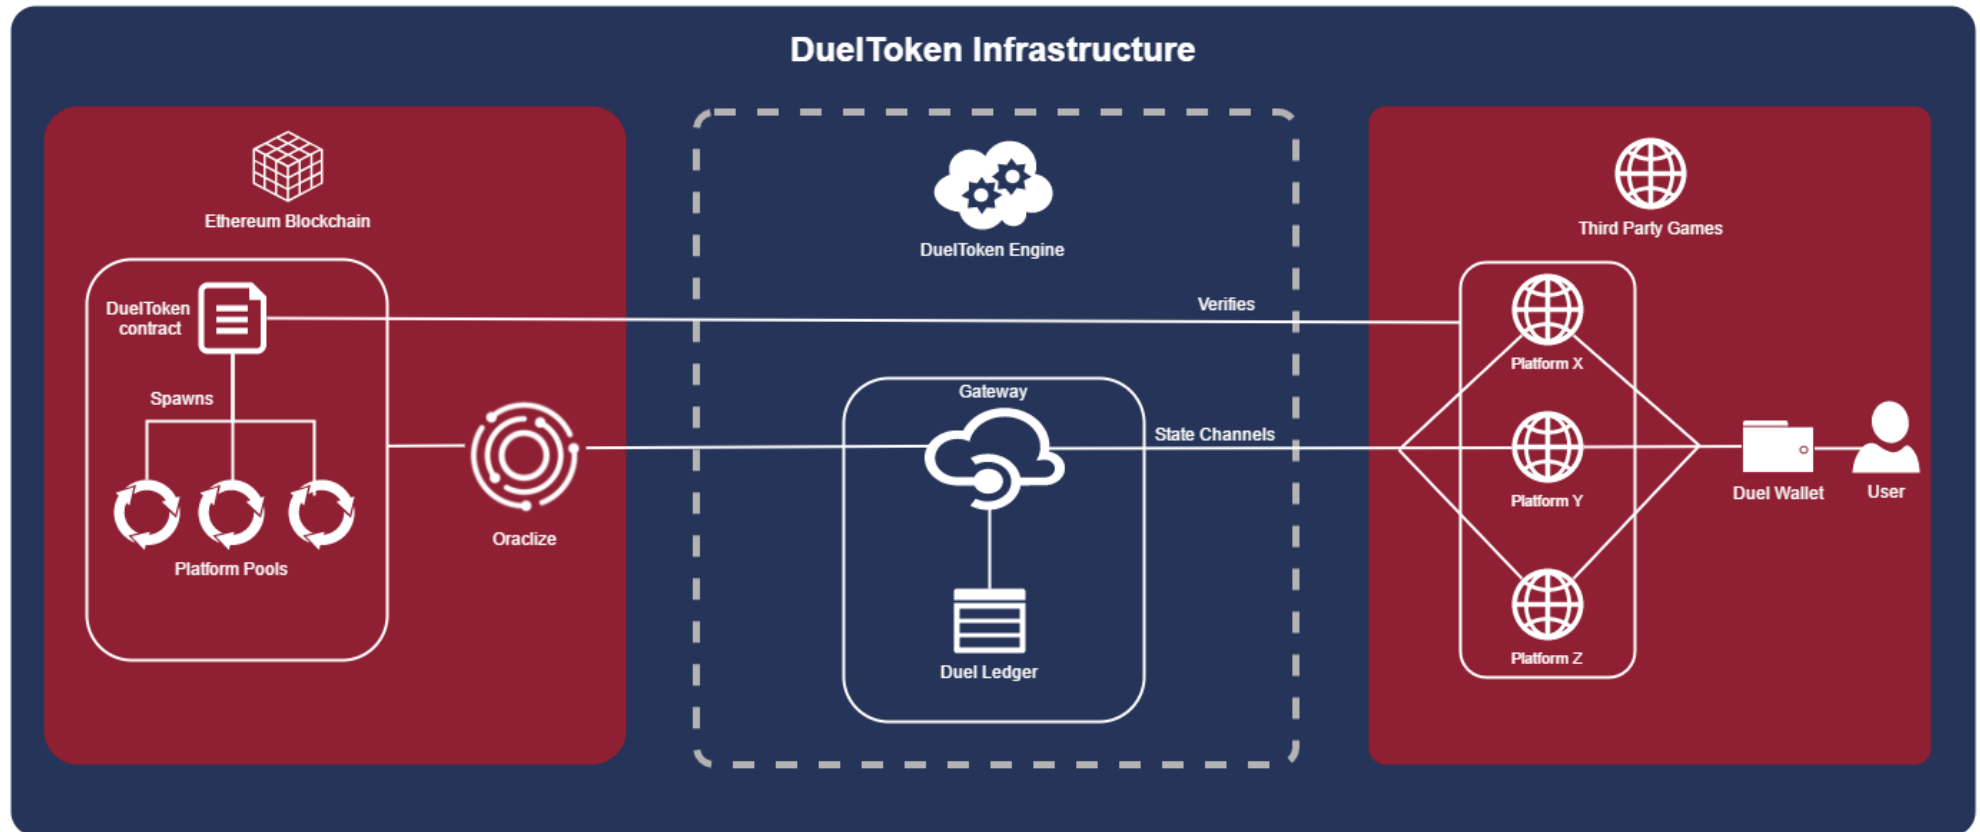 DuelToken Infrastructure
Ethereum Blockchain
DuelToken
contract
Spawns
Platform Pools
Oraclize
DuelToken Engine
Verifies
Gateway
State Channels
Duel Ledger
Third Party Games
Platform X
Platform Y
Platform Z
Duel Wallet
User